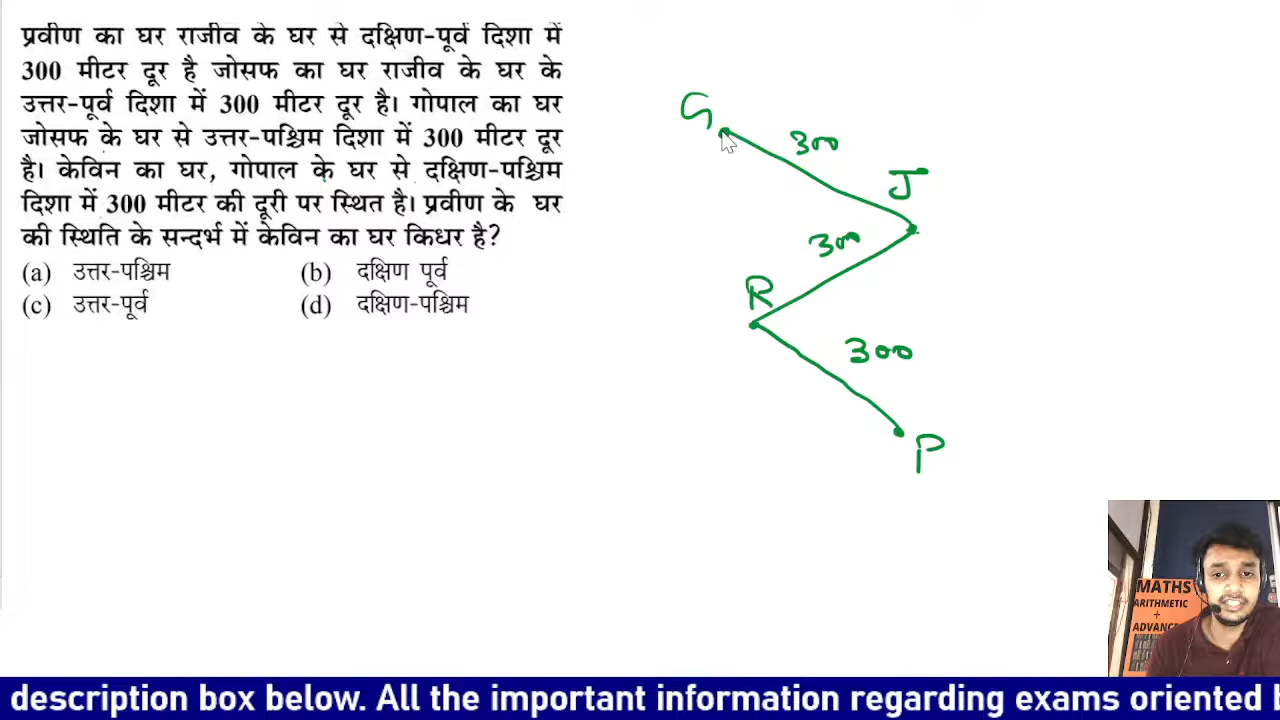 प्रवीण का घर राजीव के घर से दक्षिण-पूर्व दिशा में
300 मीटर दूर है जोसफ का घर राजीव के घर के
उत्तर-पूर्व दिशा में 300 मीटर दूर है। गोपाल का घर
जोसफ के घर से उत्तर-पश्चिम दिशा में 300 मीटर दूर
है। केविन का घर, गोपाल के घर से दक्षिण-पश्चिम
दिशा में 300 मीटर की दूरी पर स्थित है। प्रवीण के घर
की स्थिति के सन्दर्भ में केविन का घर किधर है?
(a) उत्तर-पश्चिम (b) दक्षिण पूर्व
(c) उत्तर-पूर्व (d) दक्षिण-पश्चिम
G
300
J
300
R
300
P
MATHS
ARITHMETIC
+
description box below. All the important information regarding exams oriented